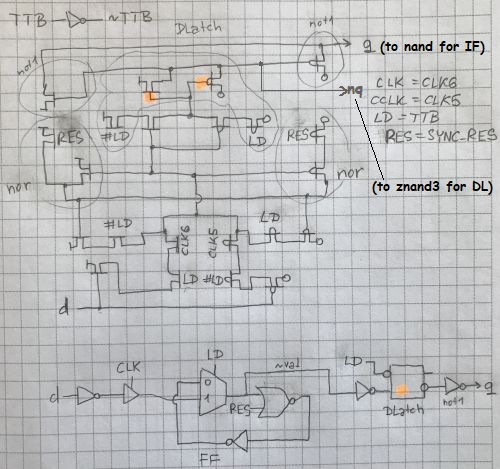 TTB ~TTB
DLatch
not1
q (to nand for IF)
not1
nq
CLK = CLK6
CCLK = CLK5
LD = TTB
RES = SYNC_RES
RES
#LD
LD
RES
nor
nor
(to znand3 for DL)
#LD
LD
CLK6
CLK5
LD
#LD
d
LD
~val
LD
CLK
d
0
1
RES
DLatch
not1
q
FF